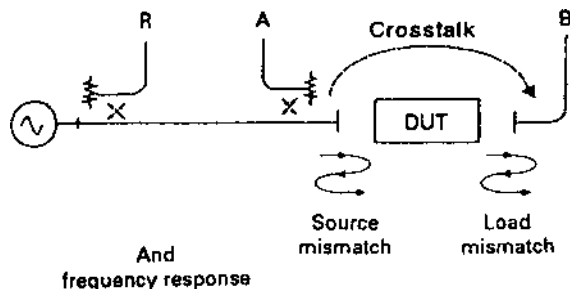 R
A
B
Crosstalk
DUT
Source
mismatch
Load
mismatch
And
frequency response